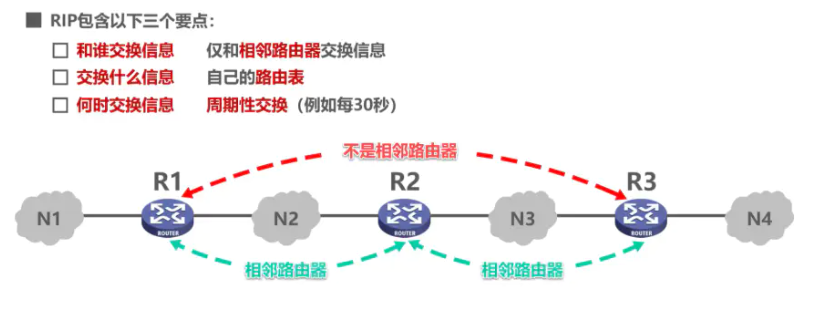 ■ RIP包含以下三个要点：
□ 和谁交换信息 仅和相邻路由器交换信息
□ 交换什么信息 自己的路由表
□ 何时交换信息 周期性交换（例如每30秒）
不是相邻路由器
R1 R2 R3
N1 N2 N3 N4
ROUTER ROUTER ROUTER
相邻路由器 相邻路由器